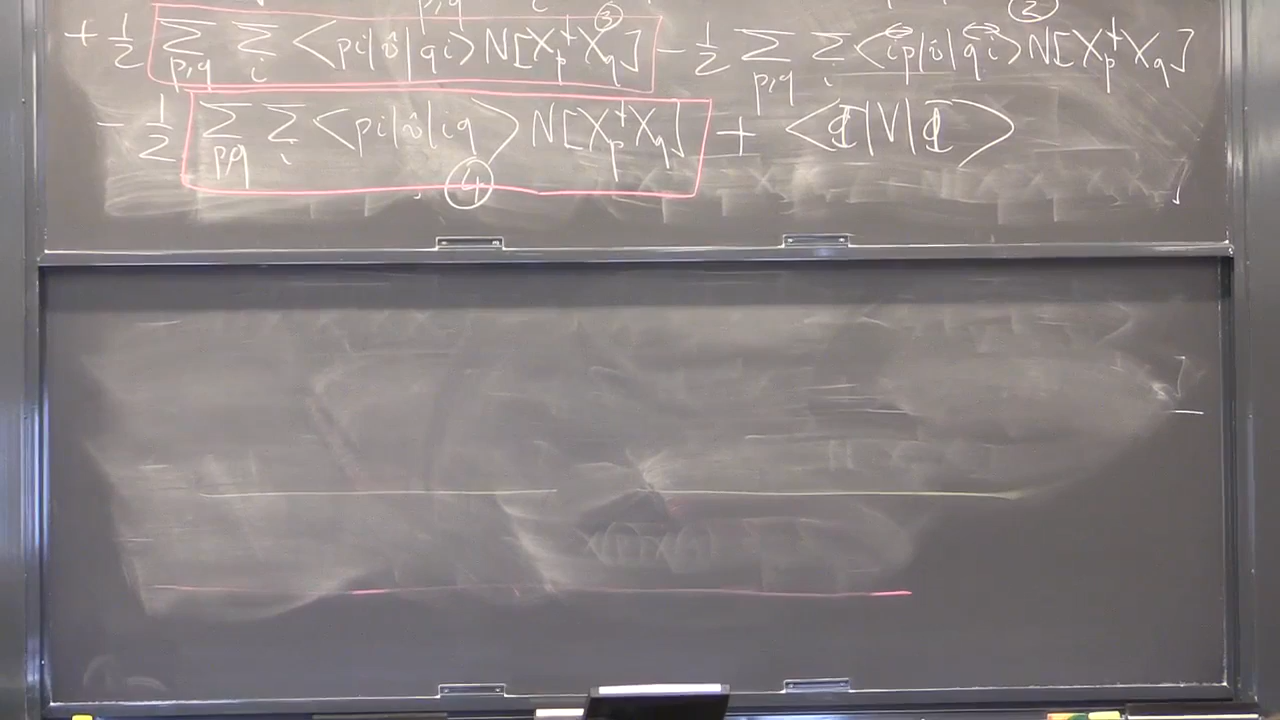 + 1/2 Σ_{p,q} Σ_i <pi|v̂|qi> N[X_p^† X_q] ③ - 1/2 Σ_{p,q} Σ_i <ip|v̂|qi> N[X_p^† X_q] ②
- 1/2 Σ_{pq} Σ_i <pi|v̂|iq> N[X_p^† X_q] ④ + <Φ|V|Φ>